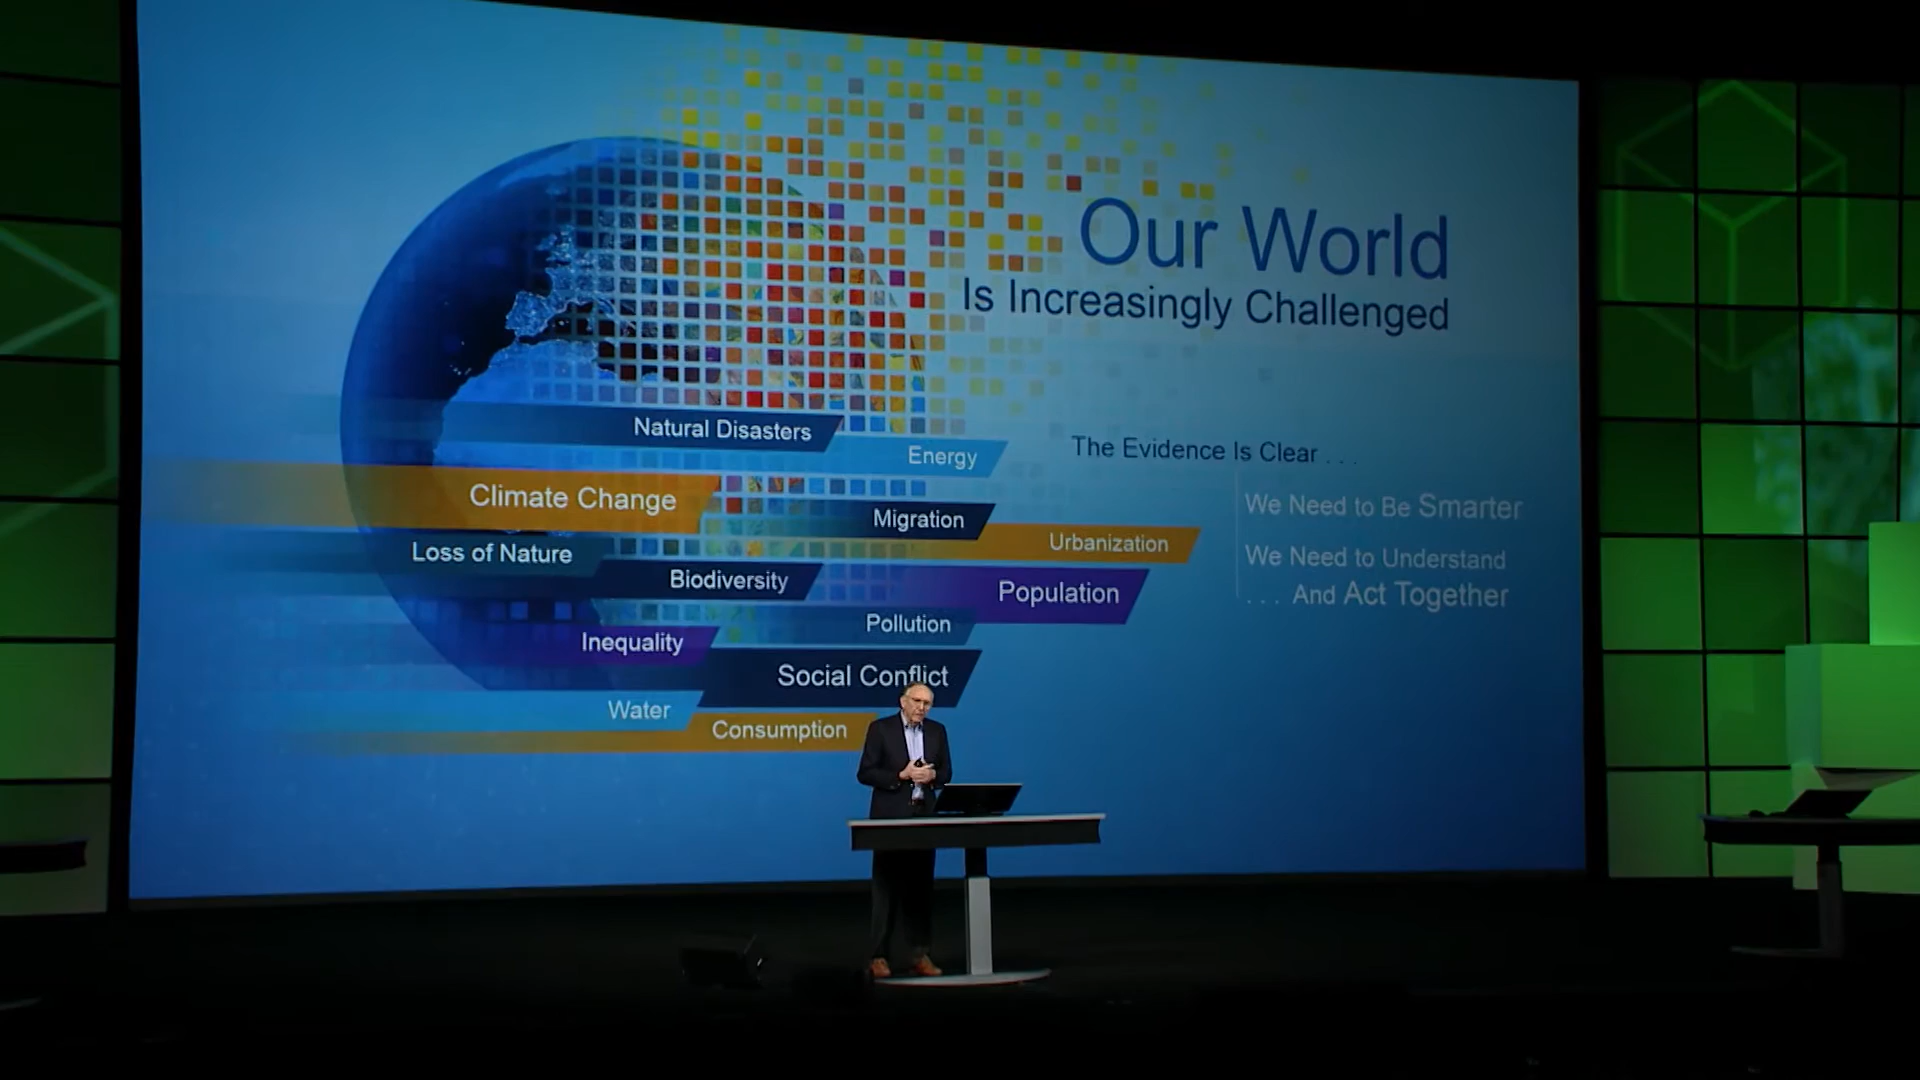 Our World
Is Increasingly Challenged
Natural Disasters
Energy
Climate Change
Migration
Urbanization
Loss of Nature
Biodiversity
Population
Pollution
Inequality
Social Conflict
Water
Consumption
The Evidence Is Clear . . .
We Need to Be Smarter
We Need to Understand
. . . And Act Together